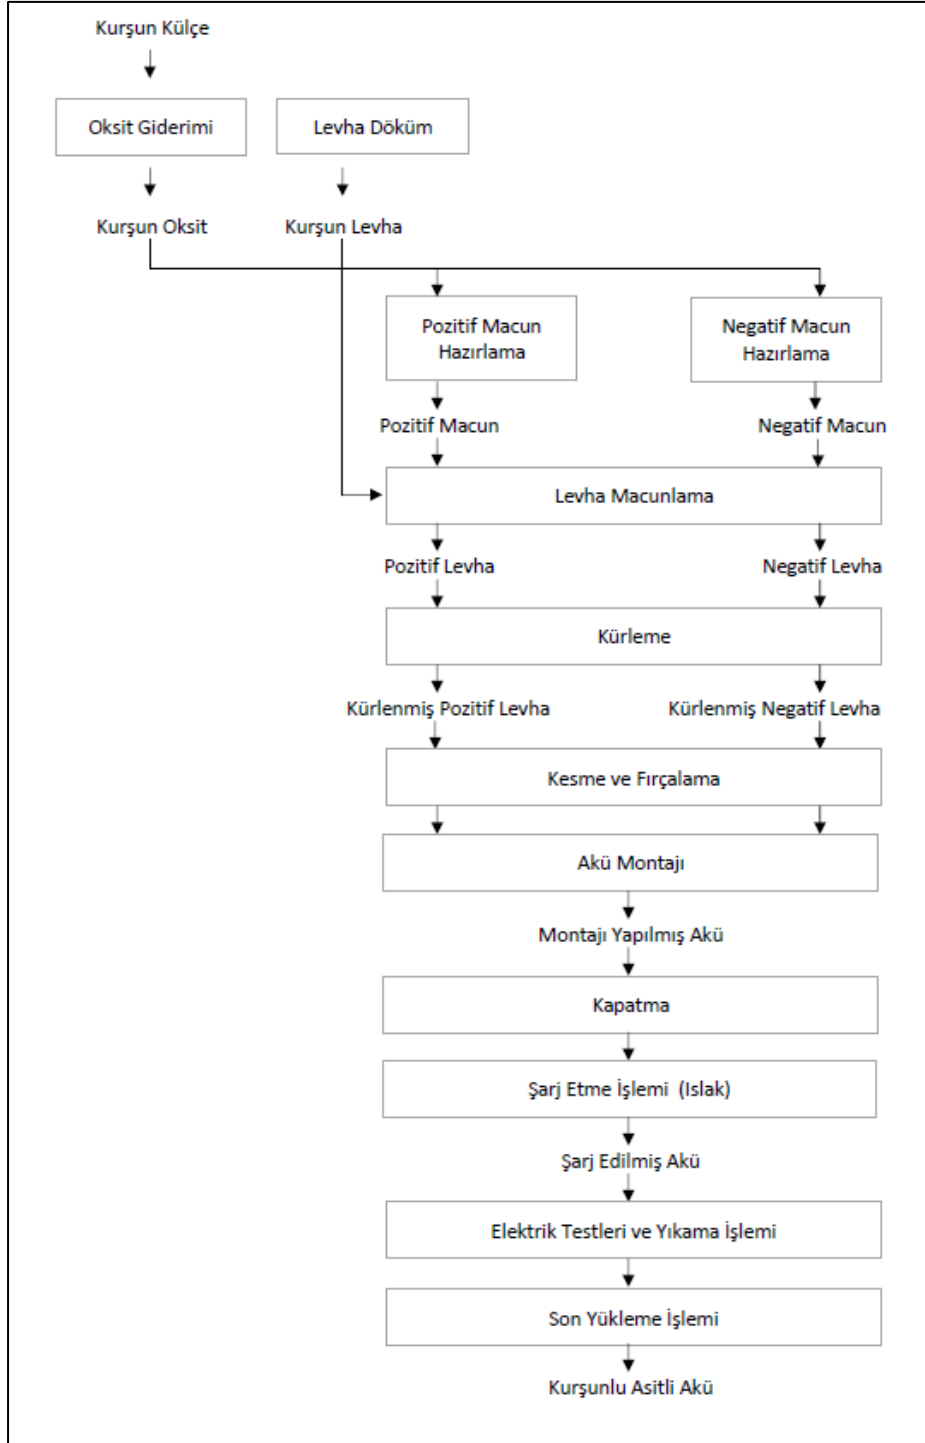 Kurşun Külçe
Oksit Giderimi
Levha Döküm
Kurşun Oksit
Kurşun Levha
Pozitif Macun
Hazırlama
Negatif Macun
Hazırlama
Pozitif Macun
Negatif Macun
Levha Macunlama
Pozitif Levha
Negatif Levha
Kürleme
Kürlenmiş Pozitif Levha
Kürlenmiş Negatif Levha
Kesme ve Fırçalama
Akü Montajı
Montajı Yapılmış Akü
Kapatma
Şarj Etme İşlemi (Islak)
Şarj Edilmiş Akü
Elektrik Testleri ve Yıkama İşlemi
Son Yükleme İşlemi
Kurşunlu Asitli Akü